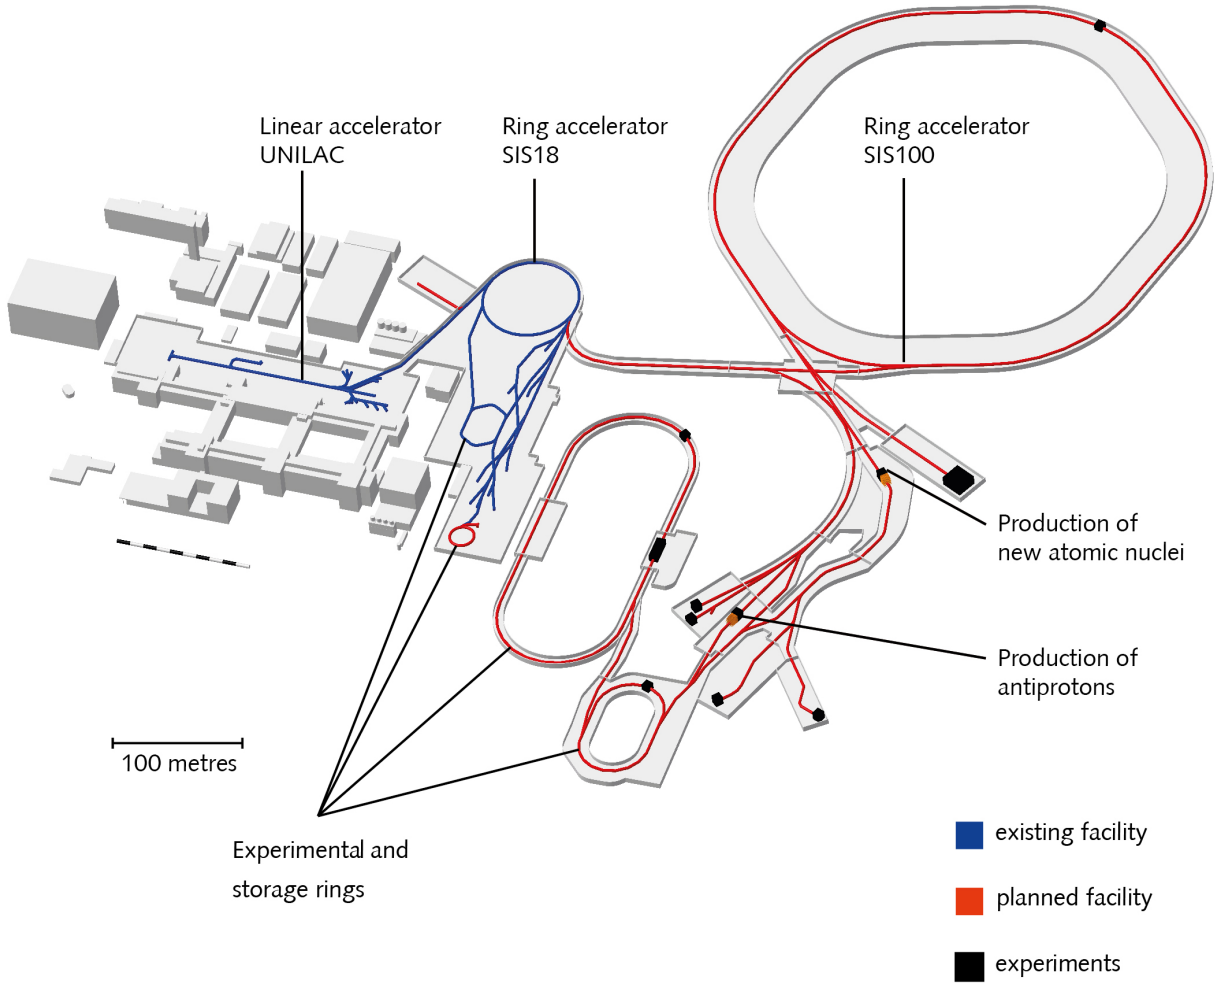 Linear accelerator
UNILAC
Ring accelerator
SIS18
Ring accelerator
SIS100
Production of
new atomic nuclei
Production of
antiprotons
100 metres
Experimental and
storage rings
existing facility
planned facility
experiments